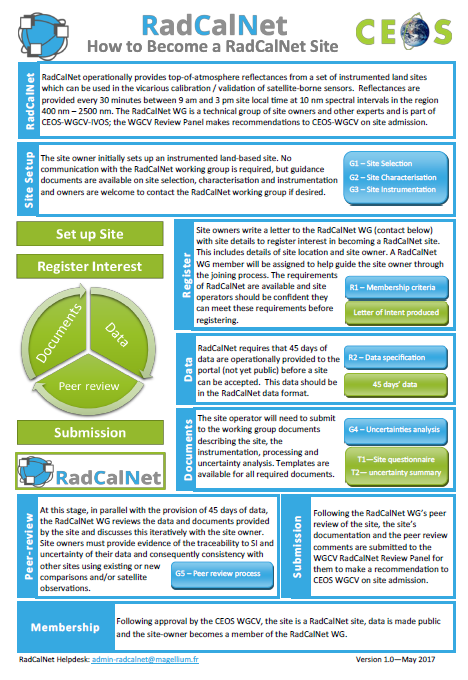 RadCalNet
How to Become a RadCalNet Site
CEOS
RadCalNet
RadCalNet operationally provides top-of-atmosphere reflectances from a set of instrumented land sites
which can be used in the vicarious calibration / validation of satellite-borne sensors. Reflectances are
provided every 30 minutes between 9 am and 3 pm site local time at 10 nm spectral intervals in the region
400 nm – 2500 nm. The RadCalNet WG is a technical group of site owners and other experts and is part of
CEOS-WGCV-IVOS; the WGCV Review Panel makes recommendations to CEOS-WGCV on site admission.
Site Setup
The site owner initially sets up an instrumented land-based site. No
communication with the RadCalNet working group is required, but guidance
documents are available on site selection, characterisation and instrumentation
and owners are welcome to contact the RadCalNet working group if desired.
G1 – Site Selection
G2 – Site Characterisation
G3 – Site Instrumentation
Set up Site
Register Interest
Documents
Data
Peer review
Submission
RadCalNet
Register
Site owners write a letter to the RadCalNet WG (contact below)
with site details to register interest in becoming a RadCalNet site.
This includes details of site location and site owner. A RadCalNet
WG member will be assigned to help guide the site owner through
the joining process. The requirements
of RadCalNet are available and site
operators should be confident they
can meet these requirements before
registering.
R1 – Membership criteria
Letter of intent produced
Data
RadCalNet requires that 45 days of
data are operationally provided to the
portal (not yet public) before a site
can be accepted. This data should be
in the RadCalNet data format.
R2 – Data specification
45 days' data
Documents
The site operator will need to submit
to the working group documents
describing the site, the
instrumentation, processing and
uncertainty analysis. Templates are
available for all required documents.
G4 – Uncertainties analysis
T1—Site questionnaire
T2— uncertainty summary
Peer-review
At this stage, in parallel with the provision of 45 days of data,
the RadCalNet WG reviews the data and documents provided
by the site and discusses this iteratively with the site owner.
Site owners must provide evidence of the traceability to SI and
uncertainty of their data and consequently consistency with
other sites using existing or new
comparisons and/or satellite
observations.
G5 – Peer review process
Submission
Following the RadCalNet WG's peer
review of the site, the site's
documentation and the peer review
comments are submitted to the
WGCV RadCalNet Review Panel for
them to make a recommendation to
CEOS WGCV on site admission.
Membership
Following approval by the CEOS WGCV, the site is a RadCalNet site, data is made public
and the site-owner becomes a member of the RadCalNet WG.
RadCalNet Helpdesk: admin-radcalnet@magellium.fr
Version 1.0—May 2017